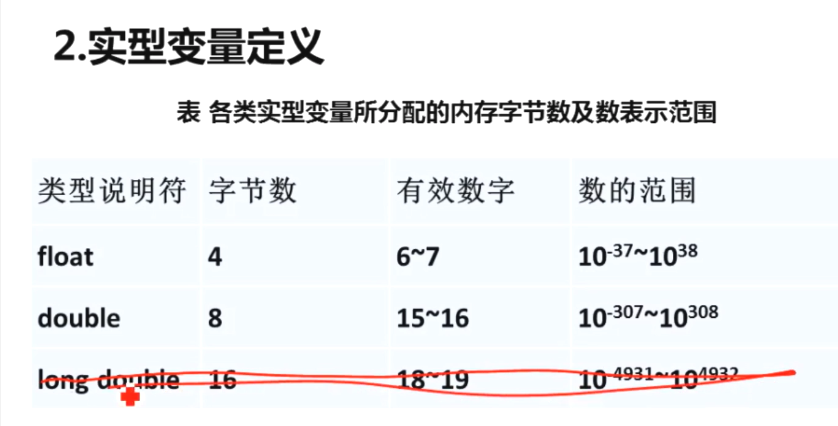 2.实型变量定义
表 各类实型变量所分配的内存字节数及数表示范围
类型说明符 字节数 有效数字 数的范围
float 4 6~7 10^-37~10^38
double 8 15~16 10^-307~10^308
long double 16 18~19 10^-4931~10^4932